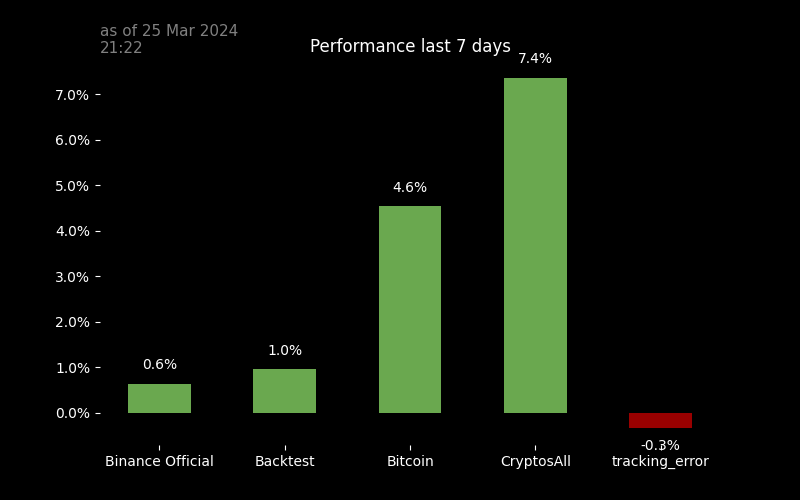 as of 25 Mar 2024
21:22
Performance last 7 days
7.4%
7.0%
6.0%
5.0%
4.6%
4.0%
3.0%
2.0%
1.0%
1.0%
0.6%
0.0%
-0.3%
Binance Official
Backtest
Bitcoin
CryptosAll
tracking_error